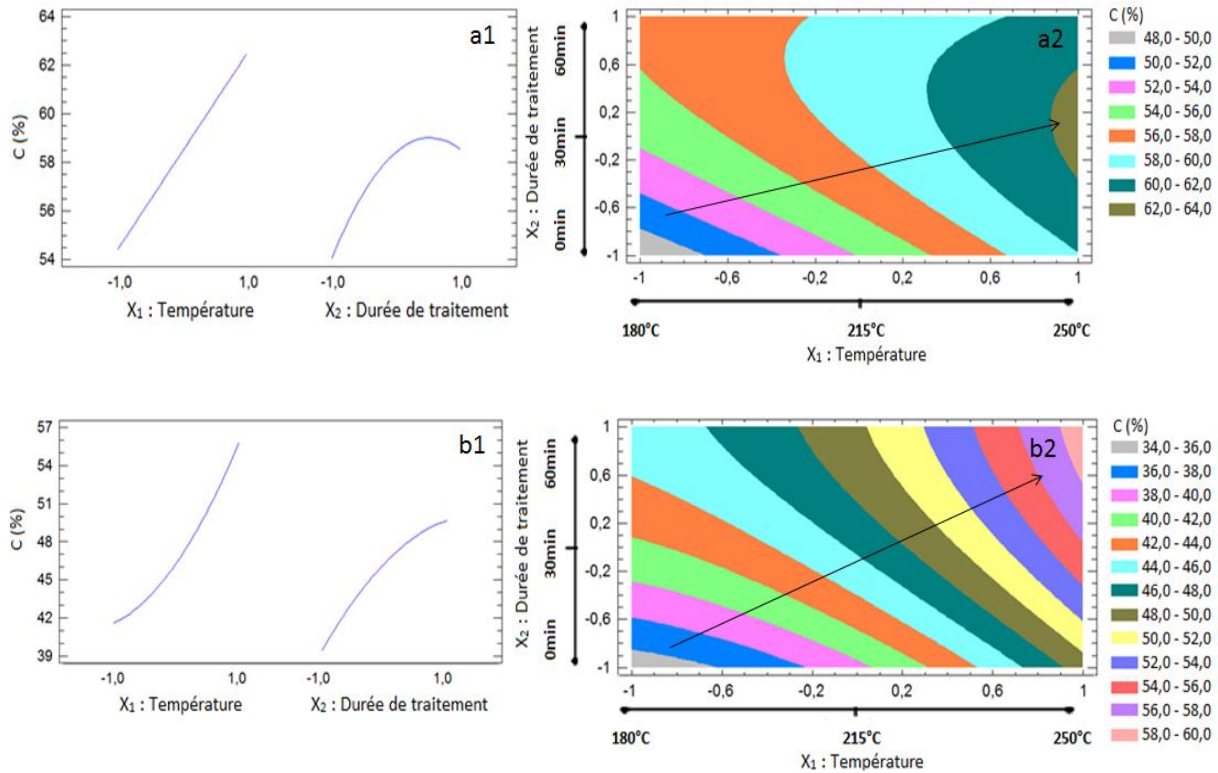 a1
C (%)
64
62
60
58
56
54
-1,0
1,0
-1,0
1,0
X₁ : Température
X₂ : Durée de traitement
a2
X₂ : Durée de traitement
60min
30min
0min
1
0,6
0,2
-0,2
-0,6
-1
-1
-0,6
-0,2
0,2
0,6
1
180°C
215°C
250°C
X₁ : Température
C (%)
48,0 - 50,0
50,0 - 52,0
52,0 - 54,0
54,0 - 56,0
56,0 - 58,0
58,0 - 60,0
60,0 - 62,0
62,0 - 64,0
b1
C (%)
57
54
51
48
45
42
39
-1,0
1,0
-1,0
1,0
X₁ : Température
X₂ : Durée de traitement
b2
X₂ : Durée de traitement
60min
30min
0min
1
0,6
0,2
-0,2
-0,6
-1
-1
-0,6
-0,2
0,2
0,6
1
180°C
215°C
250°C
X₁ : Température
C (%)
34,0 - 36,0
36,0 - 38,0
38,0 - 40,0
40,0 - 42,0
42,0 - 44,0
44,0 - 46,0
46,0 - 48,0
48,0 - 50,0
50,0 - 52,0
52,0 - 54,0
54,0 - 56,0
56,0 - 58,0
58,0 - 60,0